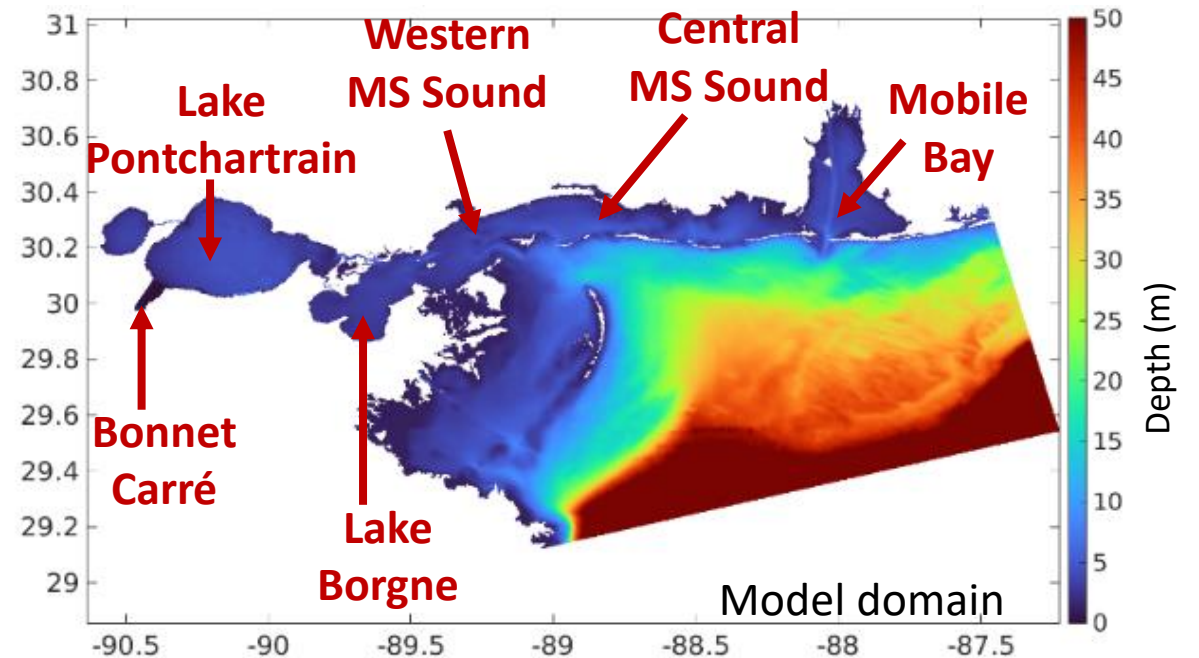 Western
MS Sound
Central
MS Sound
Lake
Pontchartrain
Mobile
Bay
Bonnet
Carré
Lake
Borgne
Model domain
31
30.8
30.6
30.4
30.2
30
29.8
29.6
29.4
29.2
29
-90.5
-90
-89.5
-89
-88.5
-88
-87.5
50
45
40
35
30
25
20
15
10
5
0
Depth (m)